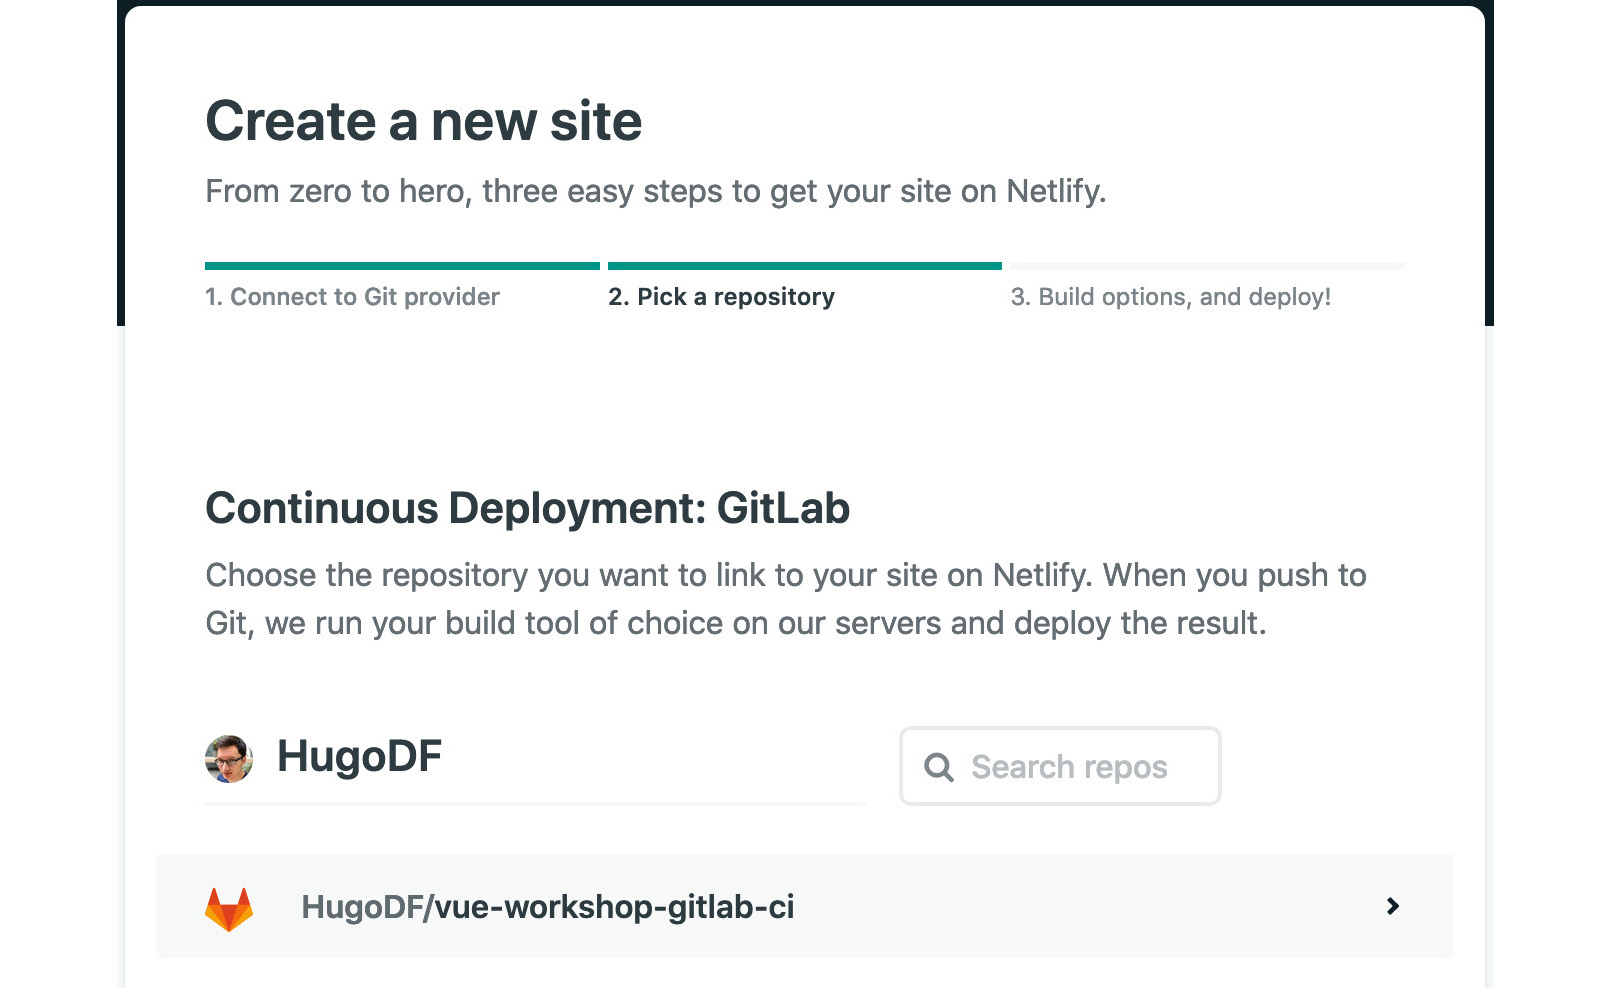 Create a new site
From zero to hero, three easy steps to get your site on Netlify.
1. Connect to Git provider
2. Pick a repository
3. Build options, and deploy!
Continuous Deployment: GitLab
Choose the repository you want to link to your site on Netlify. When you push to
Git, we run your build tool of choice on our servers and deploy the result.
HugoDF
Search repos
HugoDF/vue-workshop-gitlab-ci